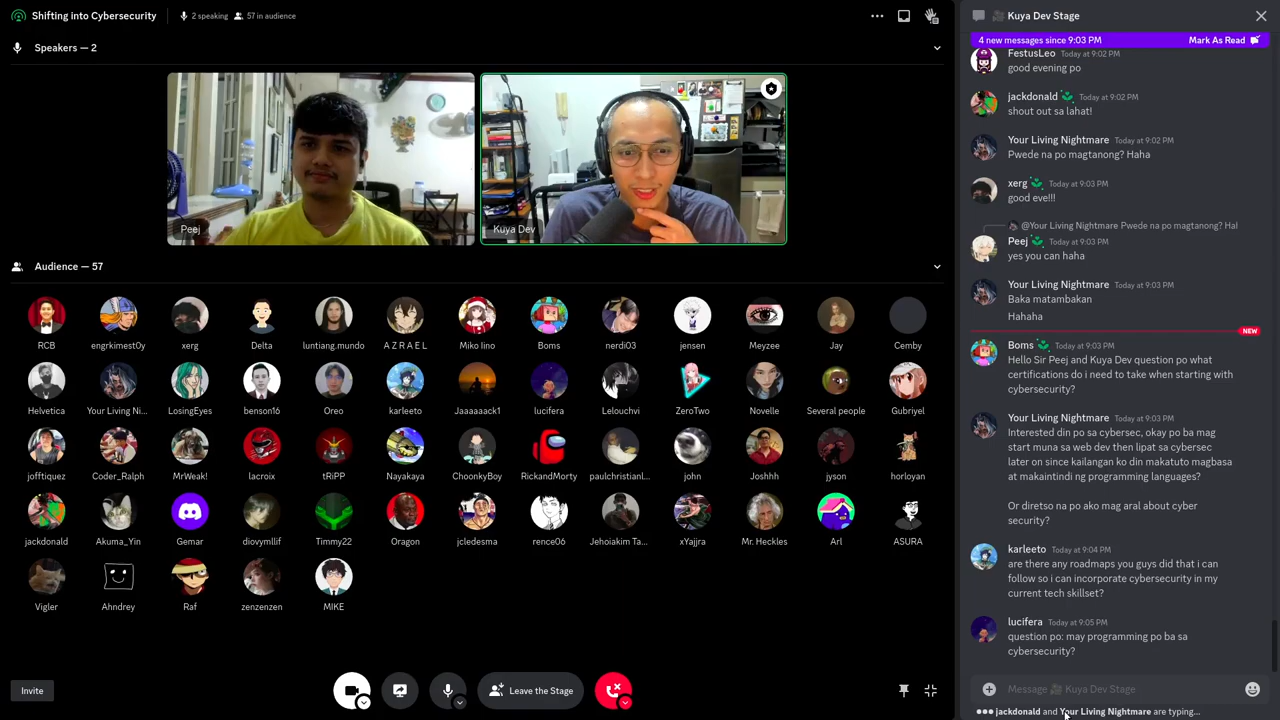 Shifting into Cybersecurity
2 speaking 57 in audience
Speakers — 2
Peej
Kuya Dev
Audience — 57
RCB engrkimest0y xerg Delta luntiang.mundo A Z R A E L Miko Iino Boms nerdi03 jensen Meyzee Jay Cemby
Helvetica Your Living Ni... LosingEyes benson16 Oreo karleeto Jaaaaaack1 lucifera Lelouchvi ZeroTwo Novelle Several people Gubriyel
jofftiquez Coder_Ralph MrWeak! lacroix tRiPP Nayakaya ChoonkyBoy RickandMorty paulchristianl... john Joshhh jyson horloyan
jackdonald Akuma_Yin Gemar diovymllif Timmy22 Oragon jcledesma rence06 Jehoiakim Ta... xYajjra Mr. Heckles Arl ASURA
Vigler Ahndrey Raf zenzenzen MIKE
Invite
Leave the Stage
Kuya Dev Stage
4 new messages since 9:03 PM Mark As Read
FestusLeo Today at 9:02 PM
good evening po
jackdonald Today at 9:02 PM
shout out sa lahat!
Your Living Nightmare Today at 9:02 PM
Pwede na po magtanong? Haha
xerg Today at 9:03 PM
good eve!!!
@Your Living Nightmare Pwede na po magtanong? Hal
Peej Today at 9:03 PM
yes you can haha
Your Living Nightmare Today at 9:03 PM
Baka matambakan
Hahaha
NEW
Boms Today at 9:03 PM
Hello Sir Peej and Kuya Dev question po what
certifications do i need to take when starting with
cybersecurity?
Your Living Nightmare Today at 9:03 PM
Interested din po sa cybersec, okay po ba mag
start muna sa web dev then lipat sa cybersec
later on since kailangan ko din makatuto magbasa
at makaintindi ng programming languages?
Or diretso na po ako mag aral about cyber
security?
karleeto Today at 9:04 PM
are there any roadmaps you guys did that i can
follow so i can incorporate cybersecurity in my
current tech skillset?
lucifera Today at 9:05 PM
question po: may programming po ba sa
cybersecurity?
Message Kuya Dev Stage
jackdonald and Your Living Nightmare are typing...